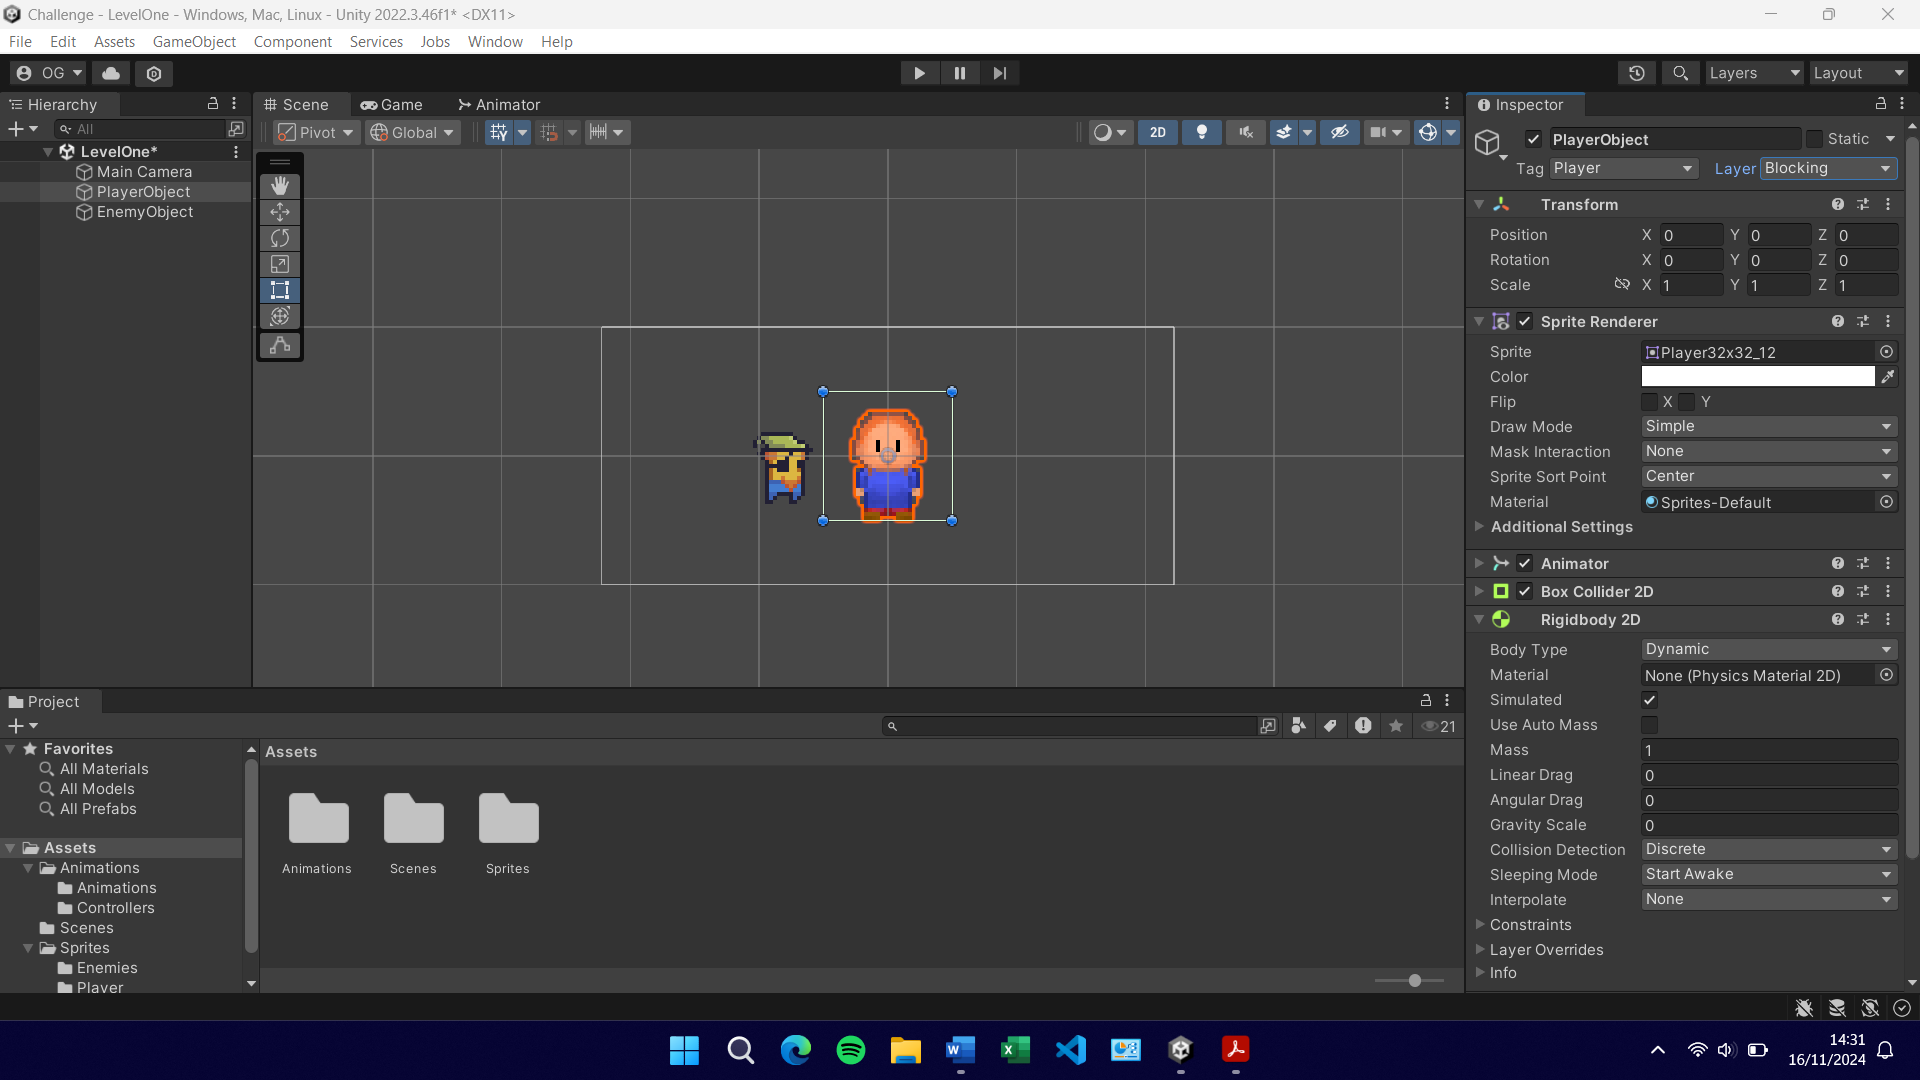 Challenge - LevelOne - Windows, Mac, Linux - Unity 2022.3.46f1* <DX11>
File Edit Assets GameObject Component Services Jobs Window Help
OG
Layers Layout
Hierarchy
All
LevelOne*
Main Camera
PlayerObject
EnemyObject
Scene Game Animator
Pivot Global
2D
Inspector
PlayerObject Static
Tag Player Layer Blocking
Transform
Position X 0 Y 0 Z 0
Rotation X 0 Y 0 Z 0
Scale X 1 Y 1 Z 1
Sprite Renderer
Sprite Player32x32_12
Color
Flip X Y
Draw Mode Simple
Mask Interaction None
Sprite Sort Point Center
Material Sprites-Default
Additional Settings
Animator
Box Collider 2D
Rigidbody 2D
Body Type Dynamic
Material None (Physics Material 2D)
Simulated
Use Auto Mass
Mass 1
Linear Drag 0
Angular Drag 0
Gravity Scale 0
Collision Detection Discrete
Sleeping Mode Start Awake
Interpolate None
Constraints
Layer Overrides
Info
Project
21
Favorites
All Materials
All Models
All Prefabs
Assets
Animations
Animations
Controllers
Scenes
Sprites
Enemies
Player
Assets
Animations Scenes Sprites
14:31
16/11/2024